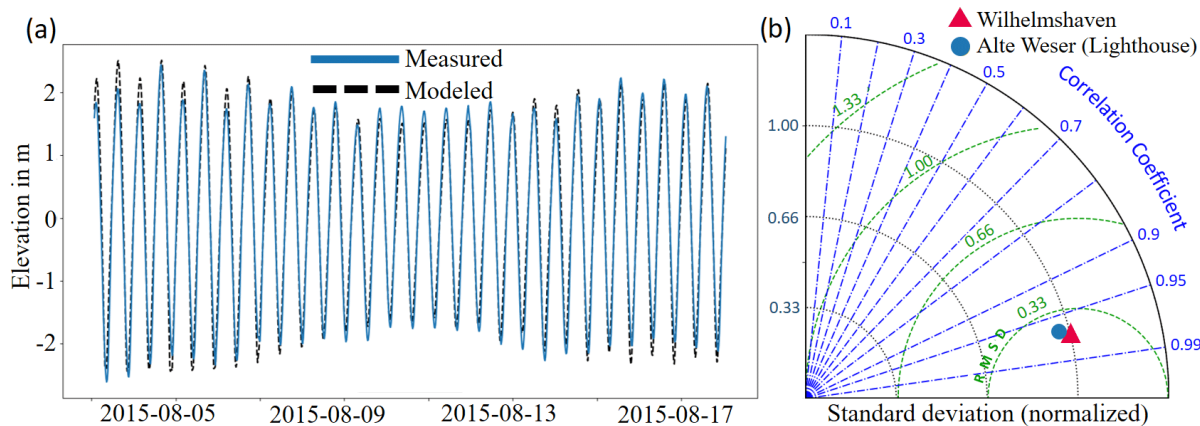 (a)
Measured
Modeled
Elevation in m
2
1
0
-1
-2
2015-08-05
2015-08-09
2015-08-13
2015-08-17
(b)
Wilhelmshaven
Alte Weser (Lighthouse)
Correlation Coefficient
0.1
0.3
0.5
0.7
0.9
0.95
0.99
1.33
1.00
0.66
0.33
RMSD
1.00
0.66
0.33
Standard deviation (normalized)